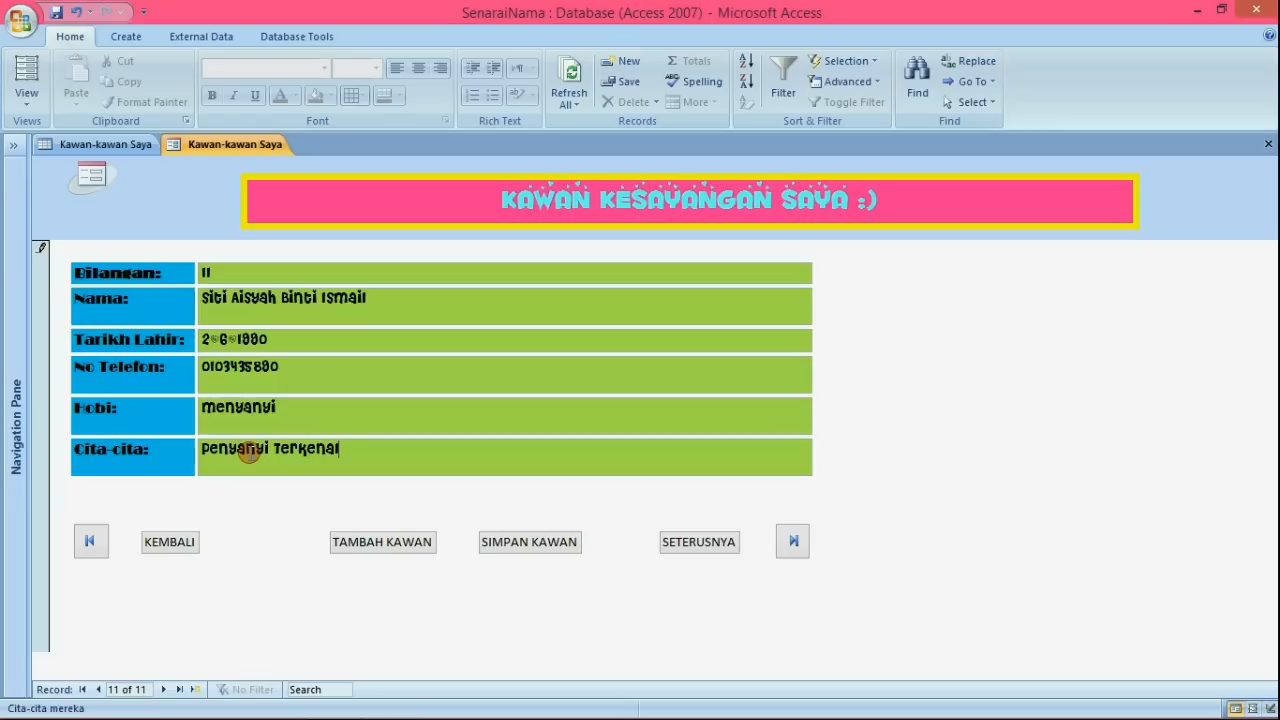 SenaraiNama : Database (Access 2007) - Microsoft Access
Home Create External Data Database Tools
View
Views
Paste
Cut
Copy
Format Painter
Clipboard
B I U A
Font
Rich Text
Refresh All
New
Save
Delete
Totals
Spelling
More
Records
Filter
Selection
Advanced
Toggle Filter
Sort & Filter
Find
Replace
Go To
Select
Find
Kawan-kawan Saya Kawan-kawan Saya
Navigation Pane
KAWAN KESAYANGAN SAYA :)
Bilangan: 11
Nama: Siti Aisyah Binti Ismail
Tarikh Lahir: 2-6-1990
No Telefon: 0103435890
Hobi: menyanyi
Cita-cita: Penyanyi Terkenal
KEMBALI TAMBAH KAWAN SIMPAN KAWAN SETERUSNYA
Record: 11 of 11 No Filter Search
Cita-cita mereka